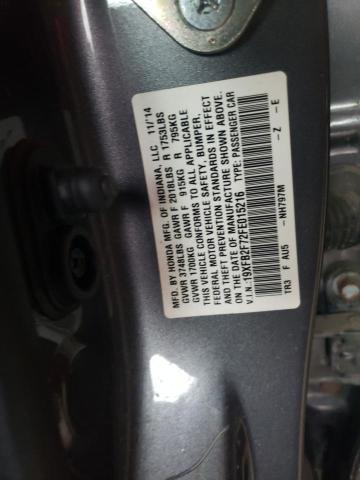 MFD. BY HONDA MFG. OF INDIANA, LLC 11/14
GVWR 3748LBS GAWR F 2018LBS R 1753LBS
GVWR 1700KG GAWR F 915KG R 795KG
THIS VEHICLE CONFORMS TO ALL APPLICABLE
FEDERAL MOTOR VEHICLE SAFETY, BUMPER,
AND THEFT PREVENTION STANDARDS IN EFFECT
ON THE DATE OF MANUFACTURE SHOWN ABOVE.
V.I.N.: 19XFB2F72FE015216 TYPE: PASSENGER CAR
TR3 F AU5 -NH797M -Z -E